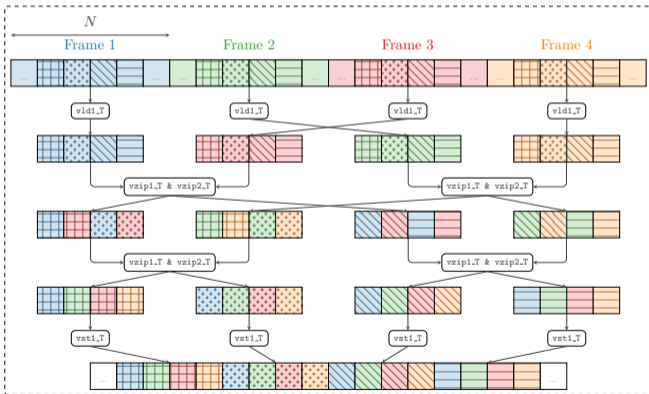 N
Frame 1 Frame 2 Frame 3 Frame 4
... ... ... ... ... ... ... ...
vld1_T vld1_T vld1_T vld1_T
vzip1_T & vzip2_T vzip1_T & vzip2_T
vzip1_T & vzip2_T vzip1_T & vzip2_T
vst1_T vst1_T vst1_T vst1_T
... ...